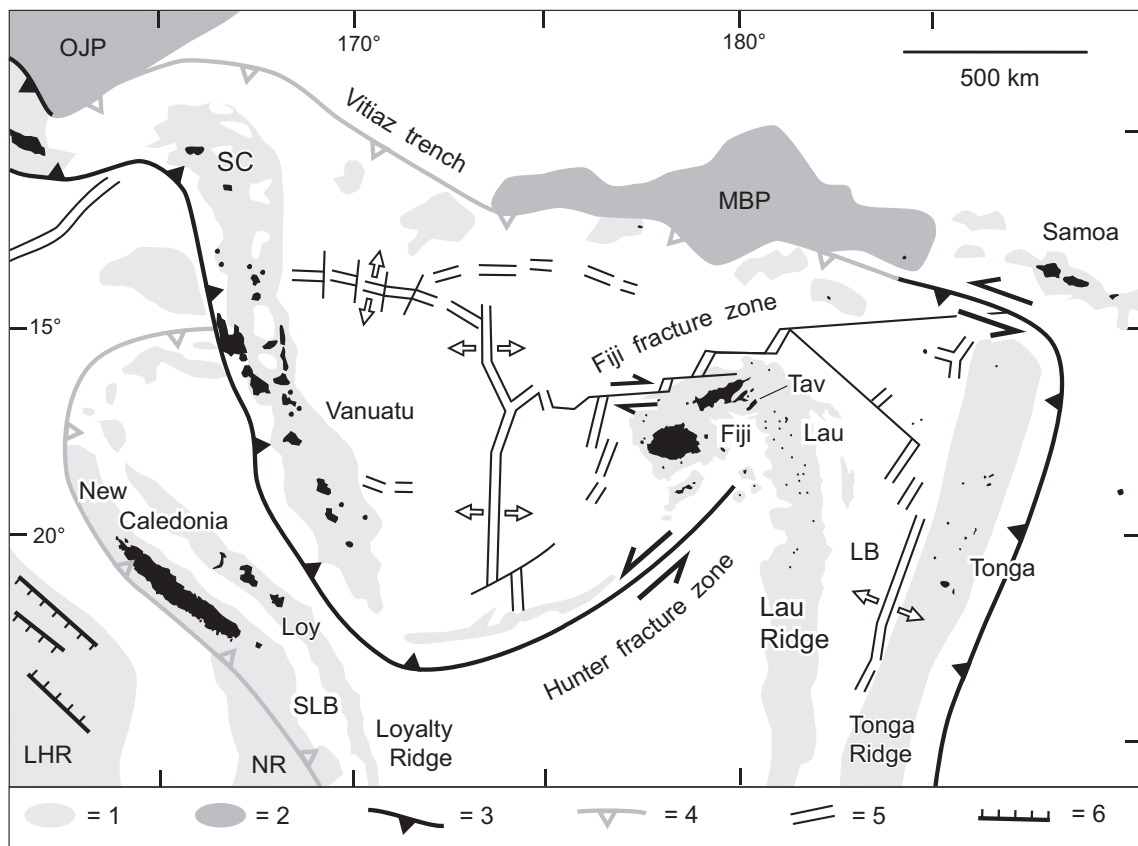 OJP
170°
180°
500 km
Vitiaz trench
SC
MBP
Samoa
15°
Fiji fracture zone
Tav
Vanuatu
Fiji
Lau
New
Caledonia
20°
LB
Tonga
Loy
Lau
Ridge
Hunter fracture zone
SLB
Loyalty
Ridge
Tonga
Ridge
LHR
NR
= 1
= 2
= 3
= 4
= 5
= 6